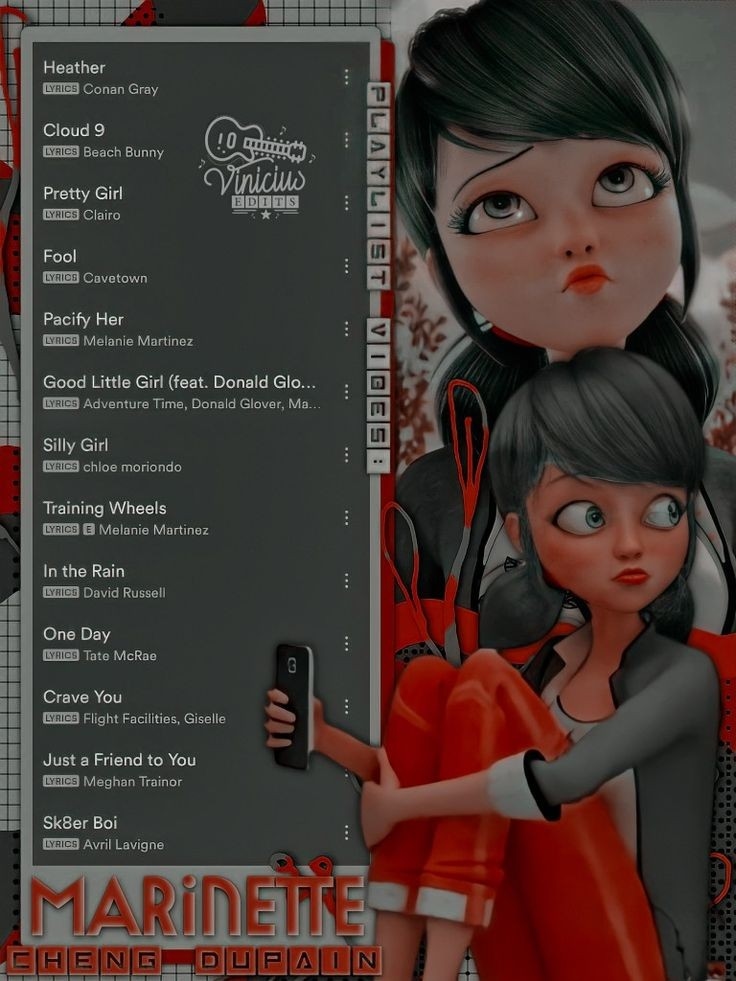 Heather
LYRICS Conan Gray
Cloud 9
LYRICS Beach Bunny
Pretty Girl
LYRICS Clairo
Fool
LYRICS Cavetown
Pacify Her
LYRICS Melanie Martinez
Good Little Girl (feat. Donald Glo...
LYRICS Adventure Time, Donald Glover, Ma...
Silly Girl
LYRICS chloe moriondo
Training Wheels
LYRICS E Melanie Martinez
In the Rain
LYRICS David Russell
One Day
LYRICS Tate McRae
Crave You
LYRICS Flight Facilities, Giselle
Just a Friend to You
LYRICS Meghan Trainor
Sk8er Boi
LYRICS Avril Lavigne
Vinicius
EDITS
PLAYLIST VIBES:
MARiNETTE
CHENG DUPAIN